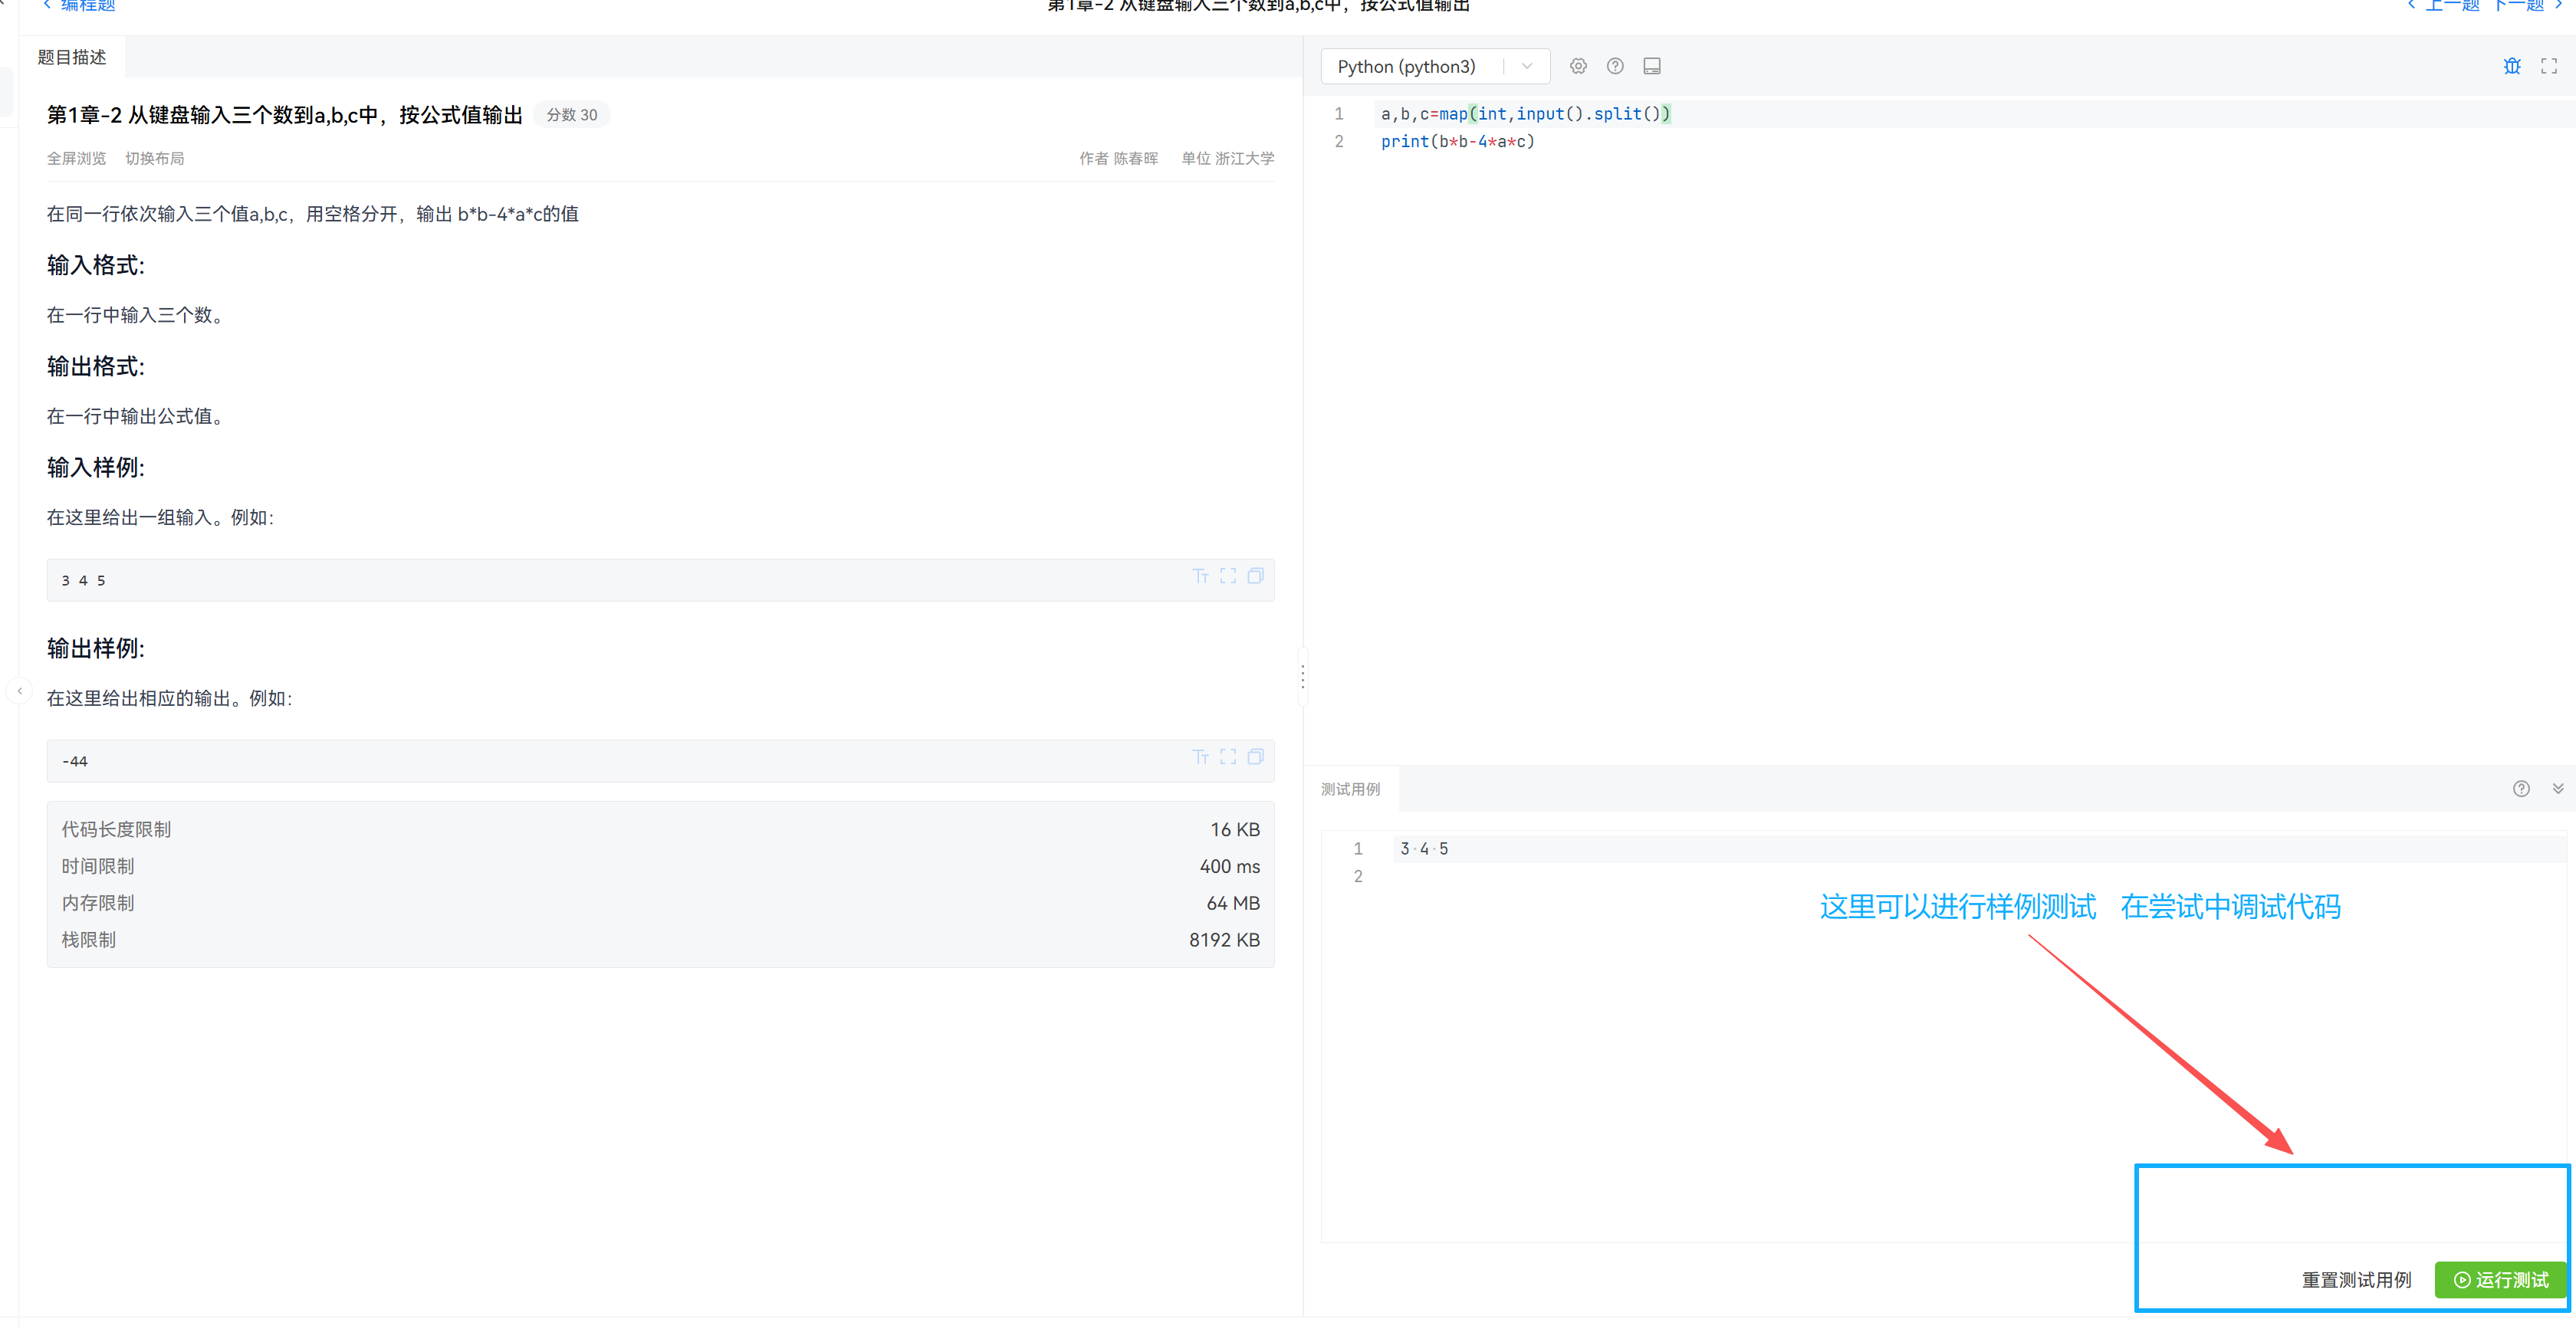 编程题
第1章-2 从键盘输入三个数到a,b,c中，按公式值输出
上一题 下一题
题目描述
第1章-2 从键盘输入三个数到a,b,c中，按公式值输出 分数 30
全屏浏览 切换布局
作者 陈春晖 单位 浙江大学
在同一行依次输入三个值a,b,c，用空格分开，输出 b*b-4*a*c的值
输入格式:
在一行中输入三个数。
输出格式:
在一行中输出公式值。
输入样例:
在这里给出一组输入。例如：
3 4 5
输出样例:
在这里给出相应的输出。例如：
-44
代码长度限制 16 KB
时间限制 400 ms
内存限制 64 MB
栈限制 8192 KB
Python (python3)
1 a,b,c=map(int,input().split())
2 print(b*b-4*a*c)
测试用例
1 3·4·5
2
这里可以进行样例测试 在尝试中调试代码
重置测试用例 运行测试